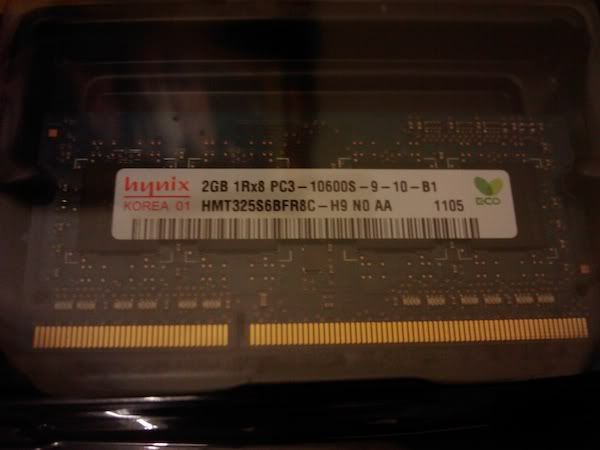 hynix 2GB 1Rx8 PC3-10600S-9-10-B1
KOREA 01 HMT325S6BFR8C-H9 N0 AA 1105 ECO